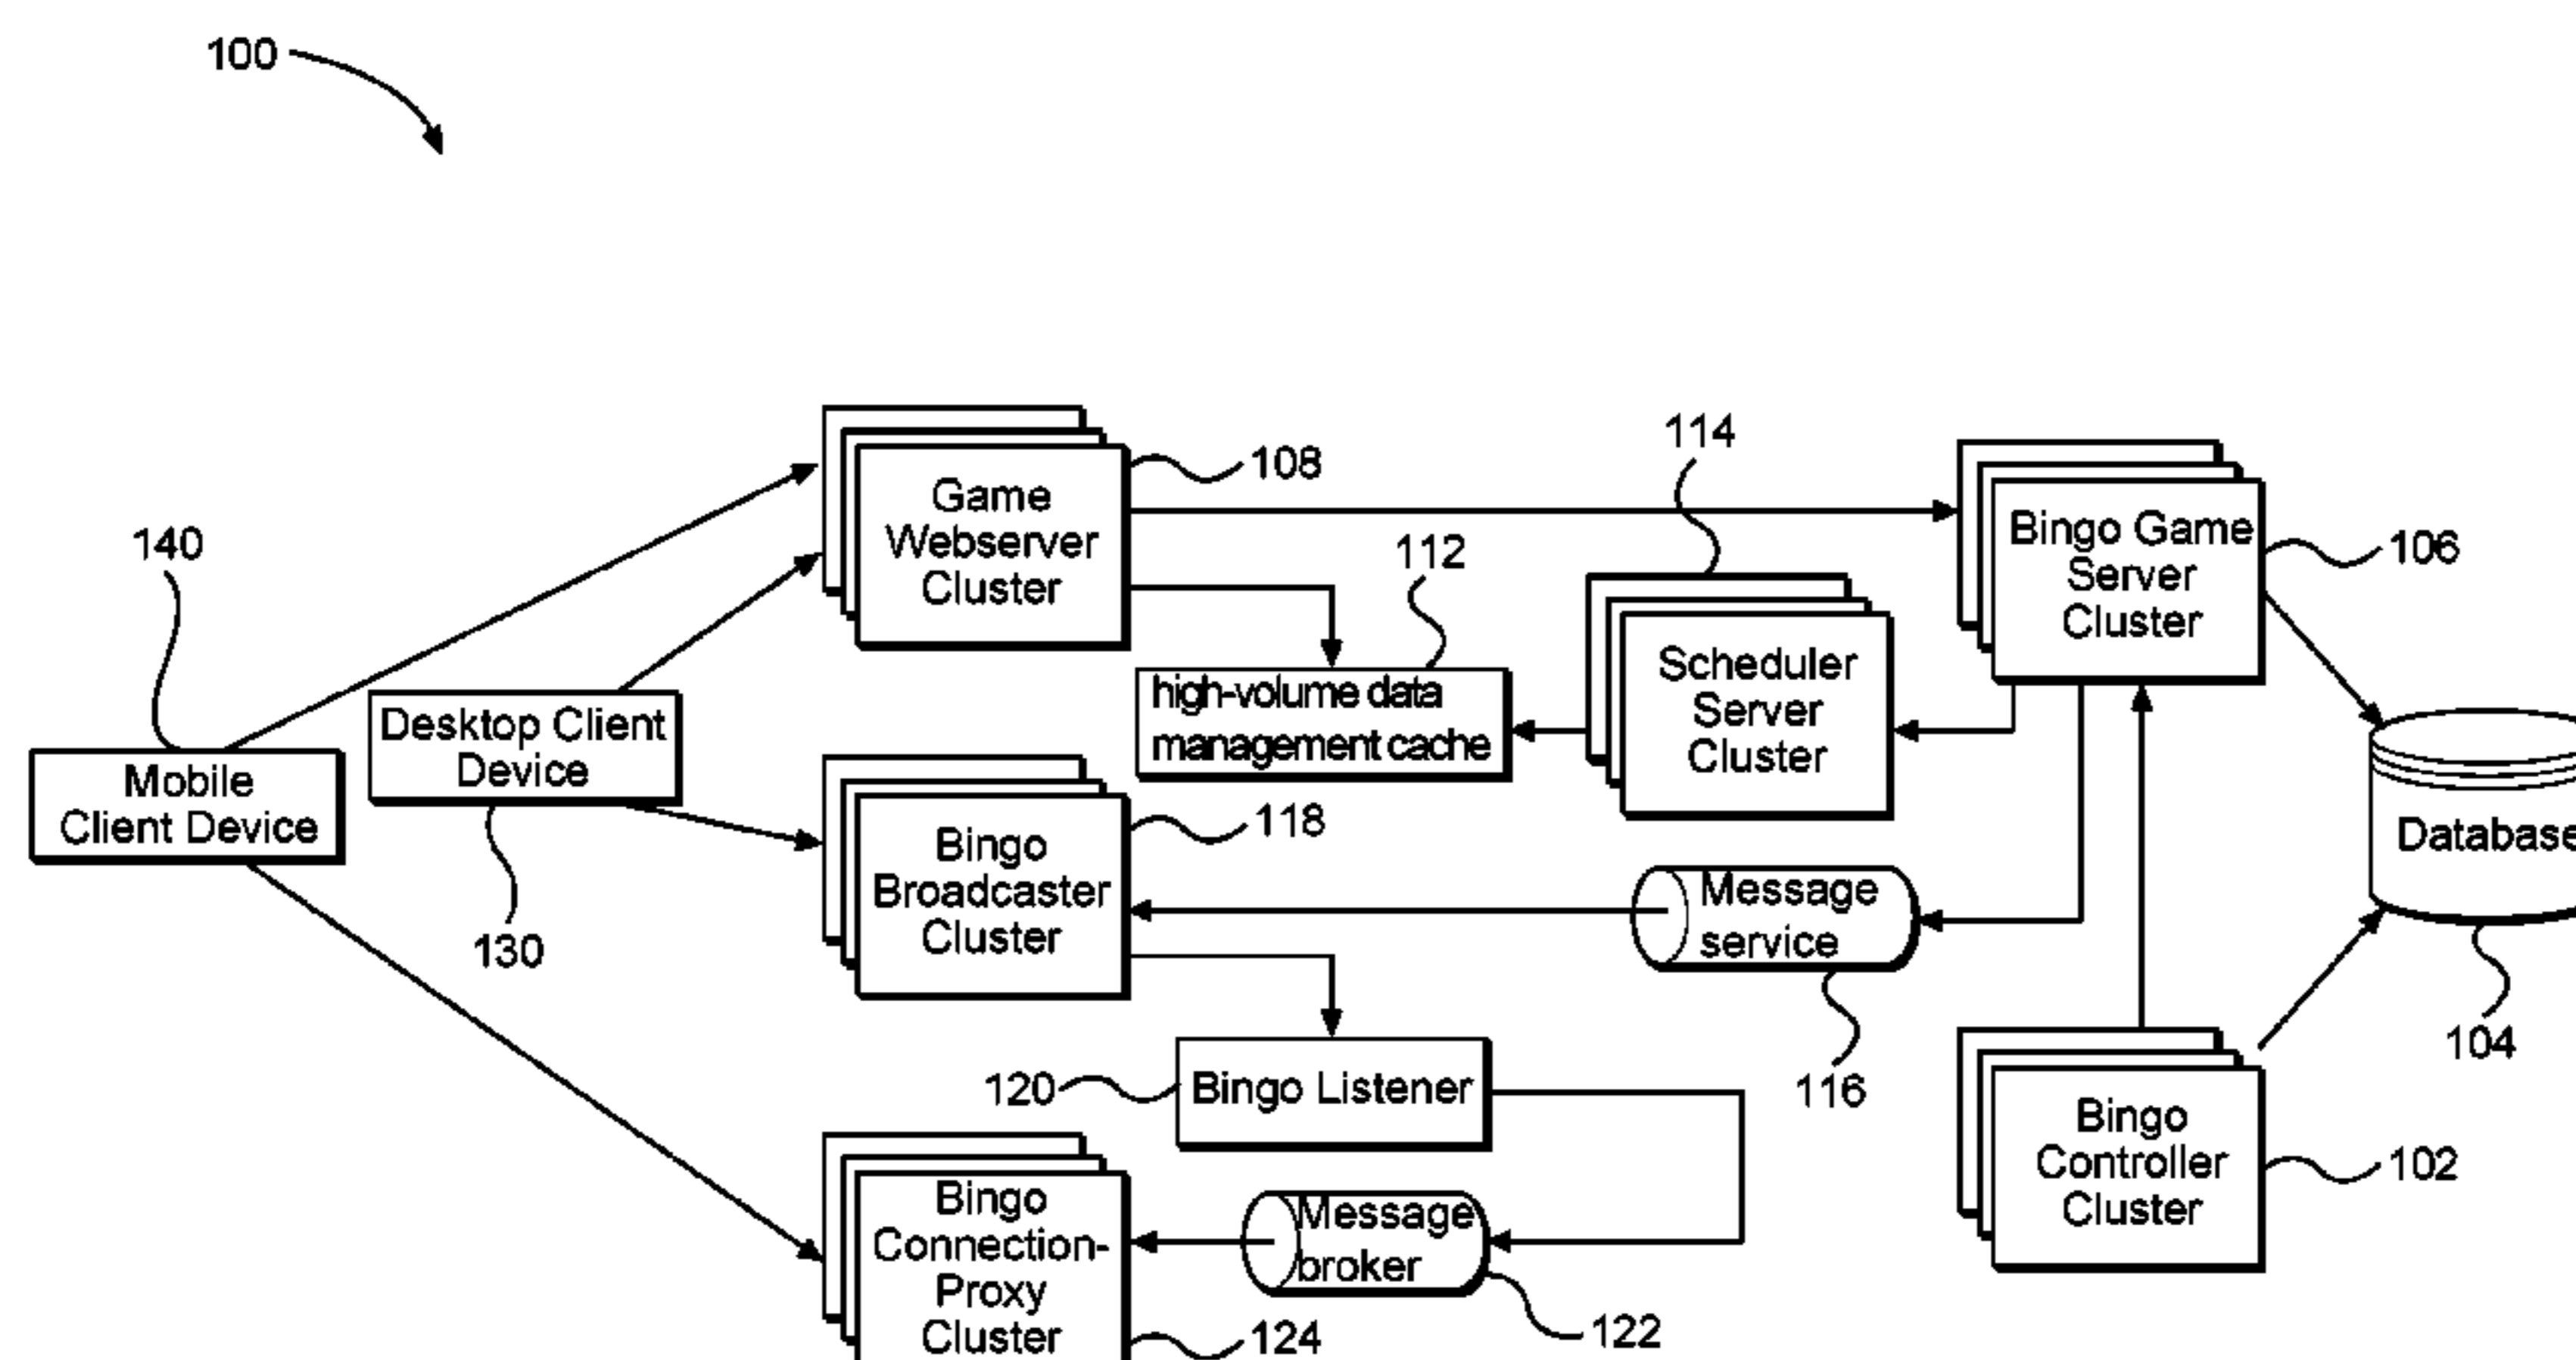 100
108
Game
Webserver
Cluster
114
112
Bingo Game
Server
Cluster
106
140
high-volume data
management cache
Scheduler
Server
Cluster
Desktop Client
Device
Mobile
Client Device
130
118
Bingo
Broadcaster
Cluster
Message
service
116
Database
104
120
Bingo Listener
Bingo
Controller
Cluster
102
Bingo
Connection-
Proxy
Cluster
124
Message
broker
122